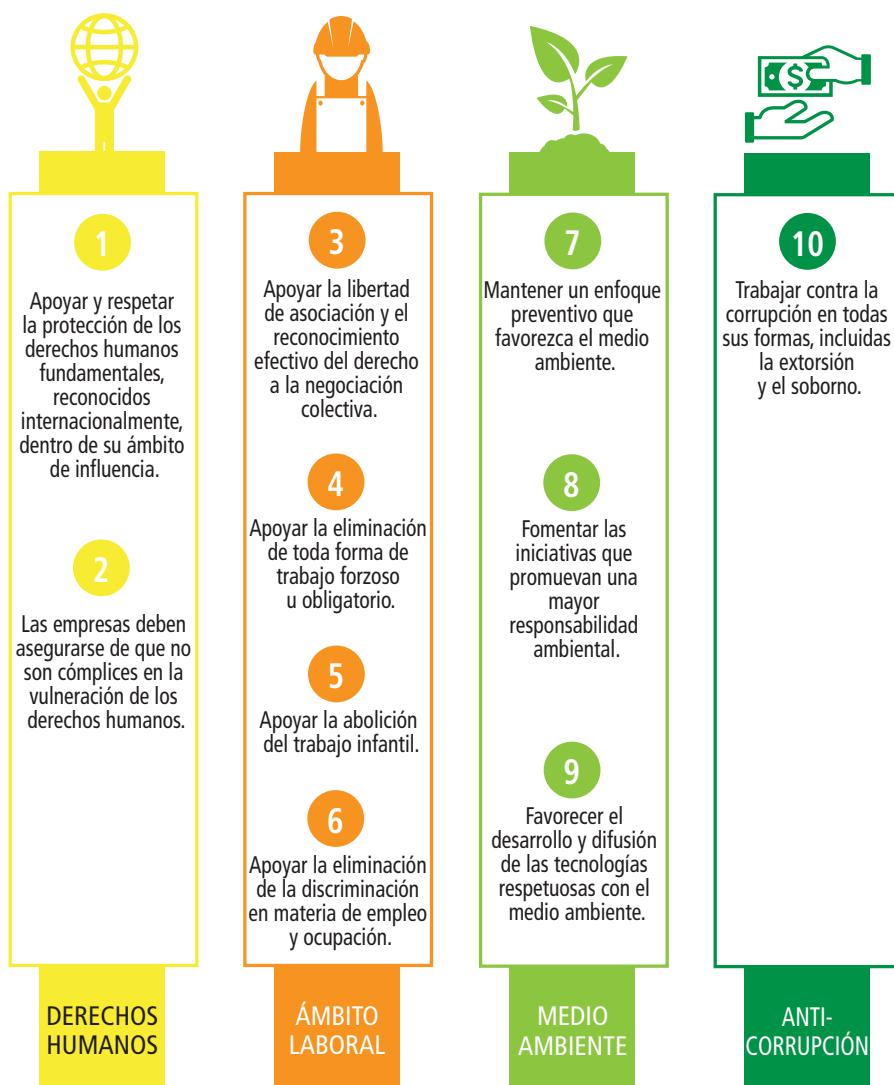 $
1
Apoyar y respetar
la protección de los
derechos humanos
fundamentales,
reconocidos
internacionalmente,
dentro de su ámbito
de influencia.
2
Las empresas deben
asegurarse de que no
son cómplices en la
vulneración de los
derechos humanos.
DERECHOS
HUMANOS
3
Apoyar la libertad
de asociación y el
reconocimiento
efectivo del derecho
a la negociación
colectiva.
4
Apoyar la eliminación
de toda forma de
trabajo forzoso
u obligatorio.
5
Apoyar la abolición
del trabajo infantil.
6
Apoyar la eliminación
de la discriminación
en materia de empleo
y ocupación.
ÁMBITO
LABORAL
7
Mantener un enfoque
preventivo que
favorezca el medio
ambiente.
8
Fomentar las
iniciativas que
promuevan una
mayor
responsabilidad
ambiental.
9
Favorecer el
desarrollo y difusión
de las tecnologías
respetuosas con el
medio ambiente.
MEDIO
AMBIENTE
10
Trabajar contra la
corrupción en todas
sus formas, incluidas
la extorsión
y el soborno.
ANTI-
CORRUPCIÓN